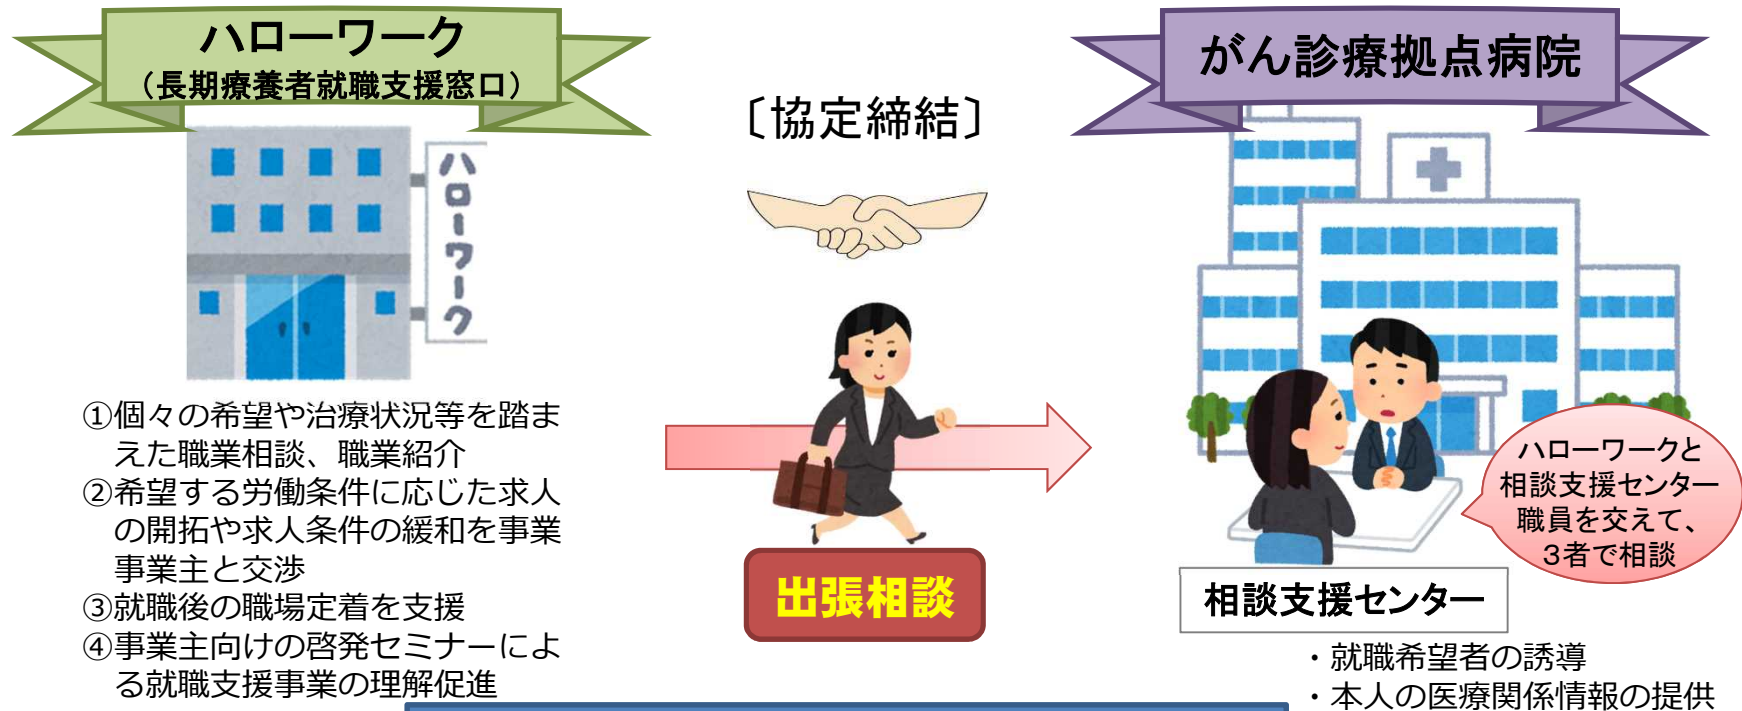 ハローワーク
（長期療養者就職支援窓口）
ハローワーク
①個々の希望や治療状況等を踏ま
えた職業相談、職業紹介
②希望する労働条件に応じた求人
の開拓や求人条件の緩和を事業
事業主と交渉
③就職後の職場定着を支援
④事業主向けの啓発セミナーによ
る就職支援事業の理解促進
〔協定締結〕
出張相談
がん診療拠点病院
ハローワークと
相談支援センター
職員を交えて、
３者で相談
相談支援センター
・就職希望者の誘導
・本人の医療関係情報の提供